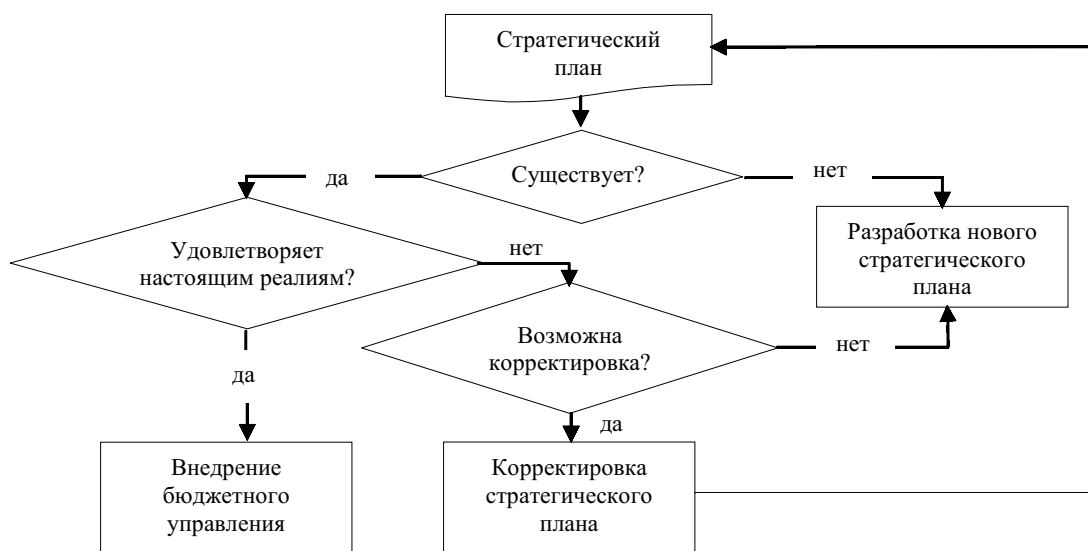 Стратегический
план
Существует?
да
нет
Удовлетворяет
настоящим реалиям?
нет
Разработка нового
стратегического
плана
Возможна
корректировка?
нет
да
да
Внедрение
бюджетного
управления
Корректировка
стратегического
плана